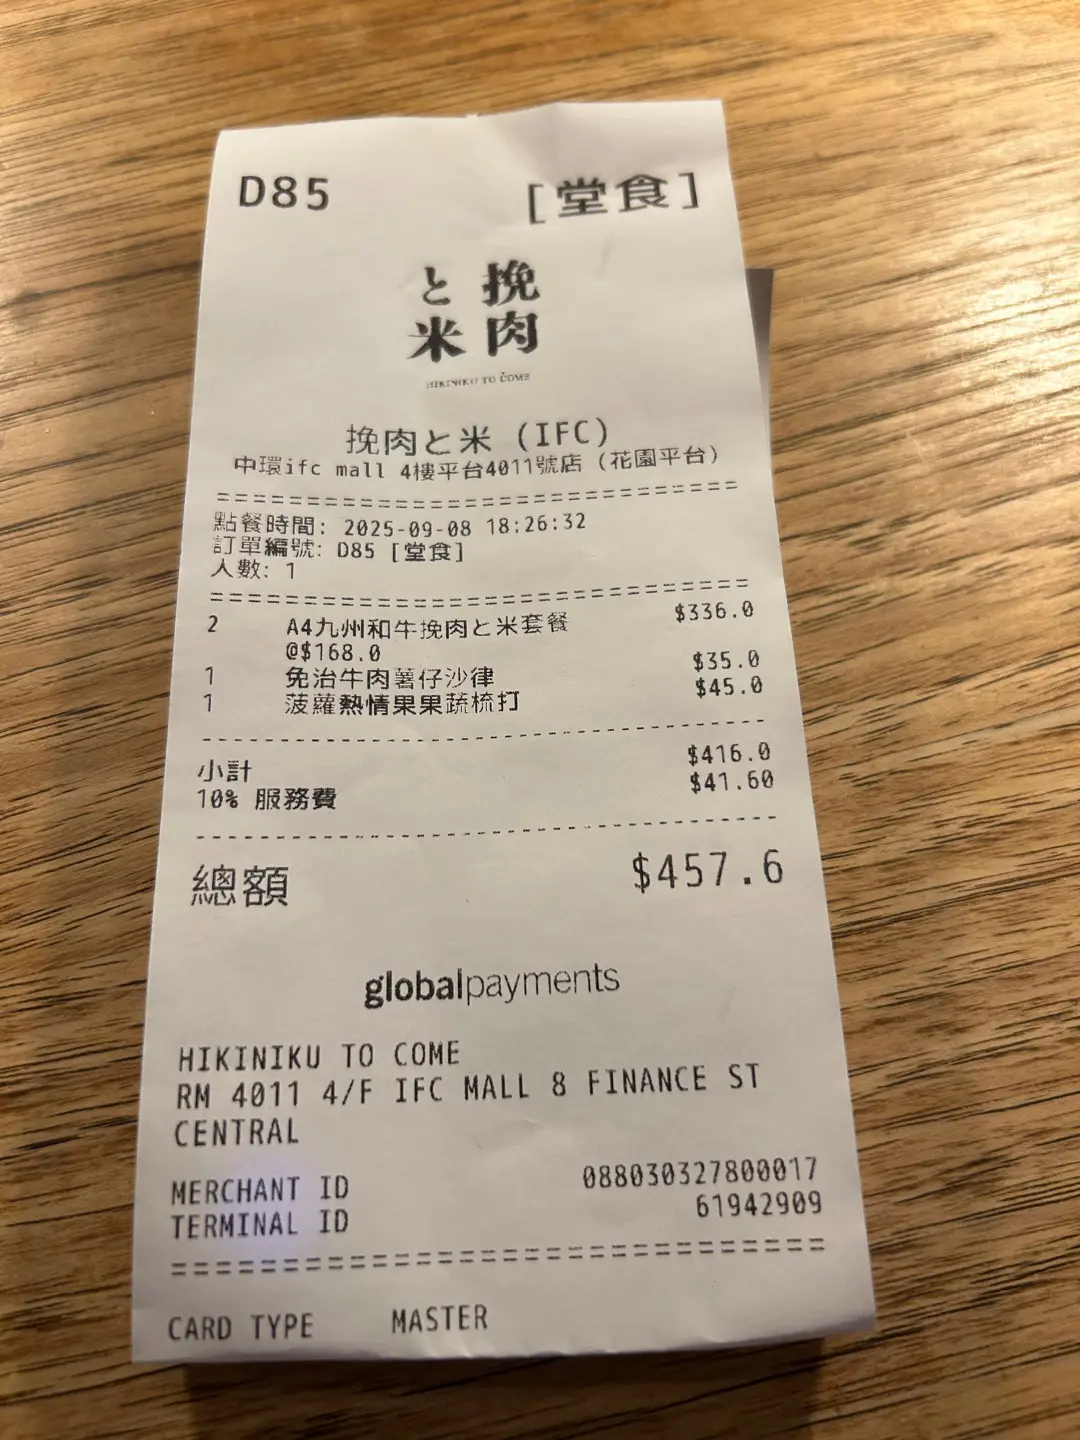 D85 [堂食]
挽肉
と米
HIKINIKU TO COME
挽肉と米 (IFC)
中環ifc mall 4樓平台4011號店 (花園平台)
==============================
點餐時間: 2025-09-08 18:26:32
訂單編號: D85 [堂食]
人數: 1
==============================
2 A4九州和牛挽肉と米套餐 $336.0
@$168.0
1 免治牛肉薯仔沙律 $35.0
1 菠蘿熱情果果蔬梳打 $45.0
小計 $416.0
10% 服務費 $41.60
總額 $457.6
globalpayments
HIKINIKU TO COME
RM 4011 4/F IFC MALL 8 FINANCE ST
CENTRAL
MERCHANT ID 088030327800017
TERMINAL ID 61942909
==============================
CARD TYPE MASTER